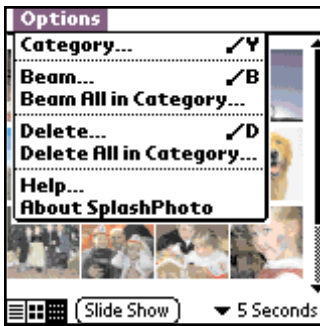 Options
Category... /Y
Beam... /B
Beam All in Category...
Delete... /D
Delete All in Category...
Help...
About SplashPhoto
Slide Show
5 Seconds